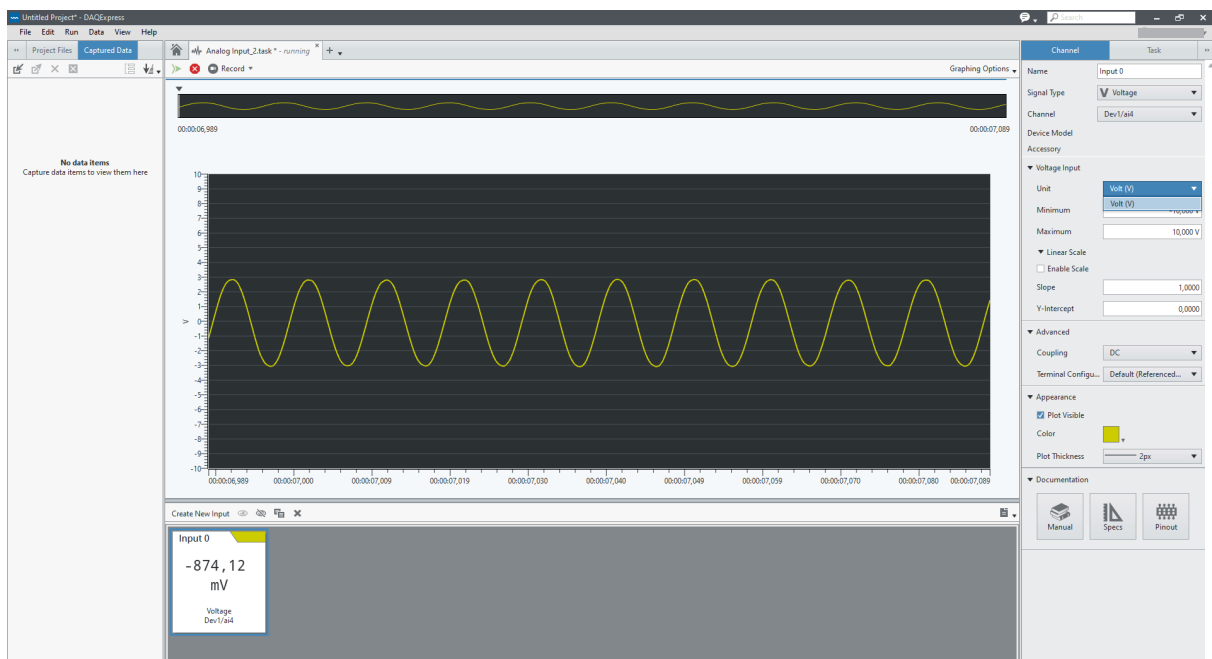 Untitled Project* - DAQExpress
Search
File Edit Run Data View Help
Project Files Captured Data
Analog Input_2.task * - running
Channel Task
Record
Graphing Options
Name Input 0
Signal Type V Voltage
Channel Dev1/ai4
Device Model
Accessory
00:00:06,989 00:00:07,089
No data items
Capture data items to view them here
Voltage Input
Unit Volt (V)
Volt (V)
Minimum -10,000 V
Maximum 10,000 V
Linear Scale
Enable Scale
Slope 1,0000
Y-Intercept 0,0000
Advanced
Coupling DC
Terminal Configu... Default (Referenced...
Appearance
Plot Visible
Color
Plot Thickness 2px
Documentation
Manual Specs Pinout
10
9
8
7
6
5
4
3
2
1
V 0
-1
-2
-3
-4
-5
-6
-7
-8
-9
-10
00:00:06,989 00:00:07,000 00:00:07,009 00:00:07,019 00:00:07,030 00:00:07,040 00:00:07,049 00:00:07,059 00:00:07,070 00:00:07,080 00:00:07,089
Create New Input
Input 0
-874,12
mV
Voltage
Dev1/ai4